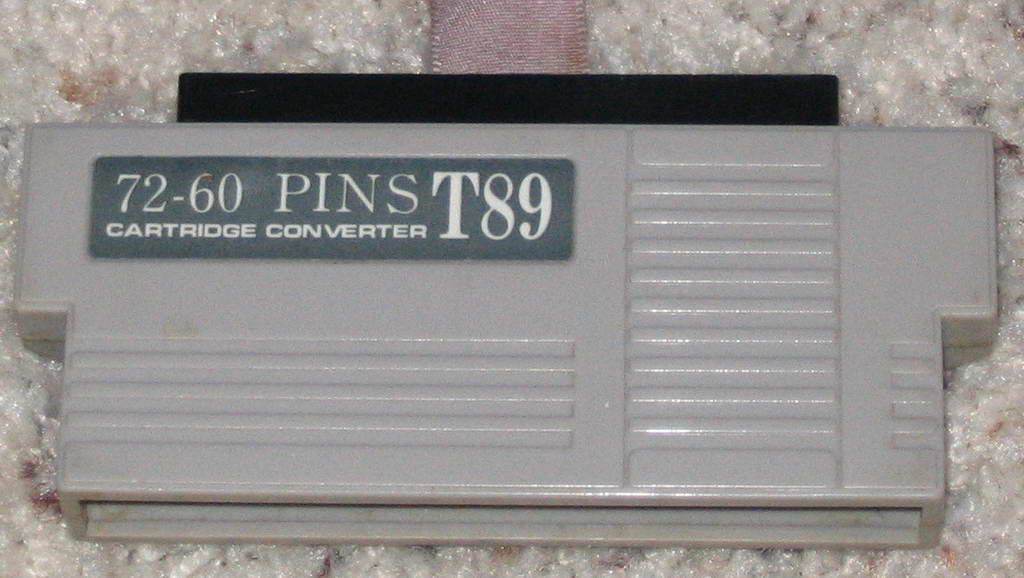 72-60 PINS T89
CARTRIDGE CONVERTER